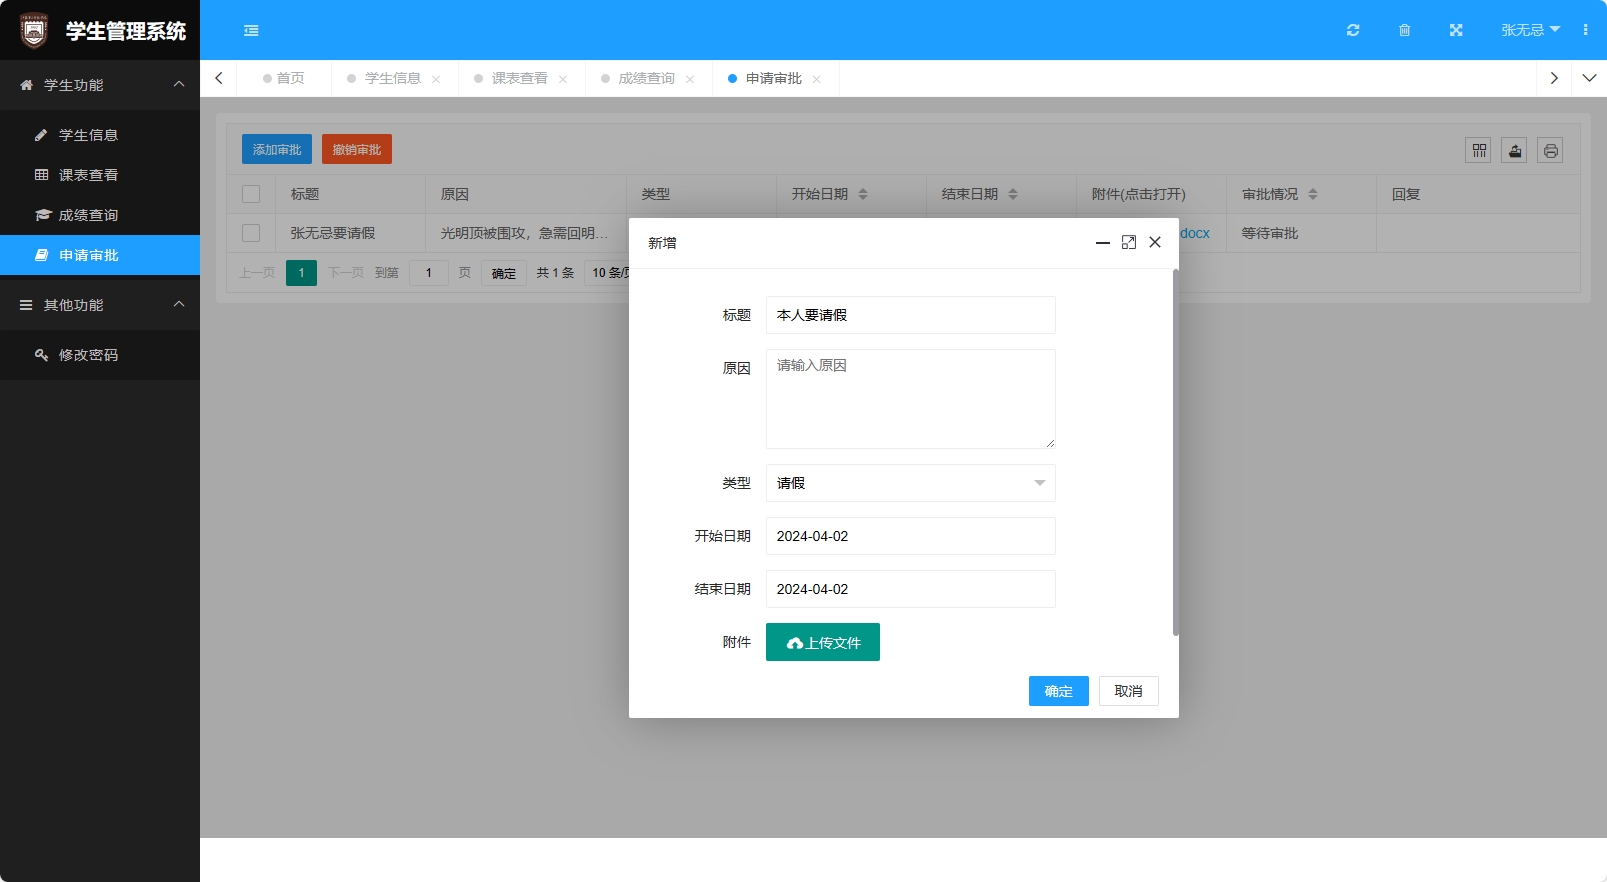 学生管理系统
张无忌
学生功能
学生信息
课表查看
成绩查询
申请审批
其他功能
修改密码
首页
学生信息
课表查看
成绩查询
申请审批
添加审批
撤销审批
标题
原因
类型
开始日期
结束日期
附件(点击打开)
审批情况
回复
张无忌要请假
光明顶被围攻，急需回明...
docx
等待审批
上一页
1
下一页
到第
1
页
确定
共 1 条
10 条/页
新增
标题
本人要请假
原因
请输入原因
类型
请假
开始日期
2024-04-02
结束日期
2024-04-02
附件
上传文件
确定
取消